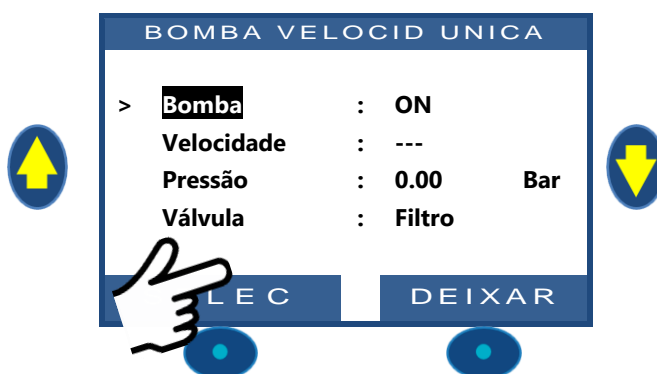 BOMBA VELOCID UNICA
> Bomba : ON
Velocidade : ---
Pressão : 0.00 Bar
Válvula : Filtro
LEC DEIXAR